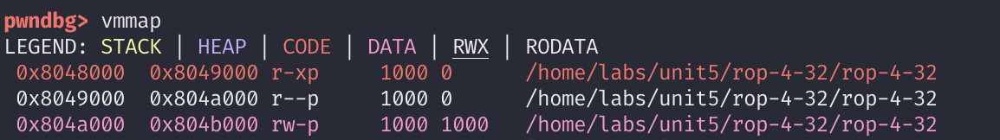 pwndbg> vmmap
LEGEND: STACK | HEAP | CODE | DATA | RWX | RODATA
0x8048000 0x8049000 r-xp 1000 0 /home/labs/unit5/rop-4-32/rop-4-32
0x8049000 0x804a000 r--p 1000 0 /home/labs/unit5/rop-4-32/rop-4-32
0x804a000 0x804b000 rw-p 1000 1000 /home/labs/unit5/rop-4-32/rop-4-32